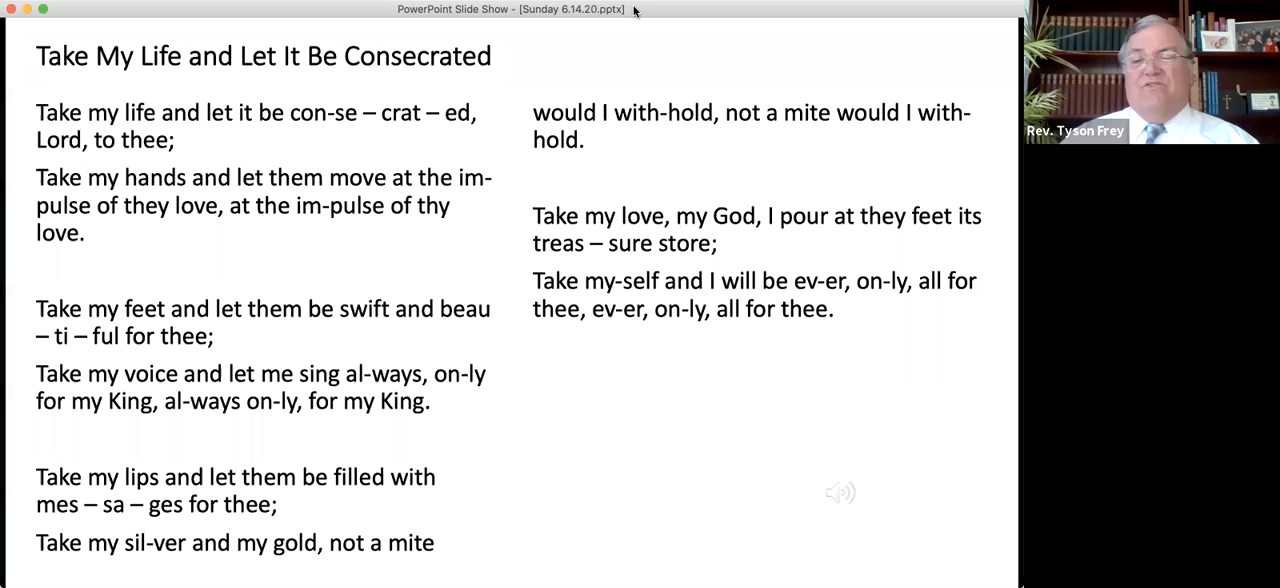 PowerPoint Slide Show - [Sunday 6.14.20.pptx]
Take My Life and Let It Be Consecrated
Take my life and let it be con-se – crat – ed,
Lord, to thee;
Take my hands and let them move at the im-
pulse of they love, at the im-pulse of thy
love.
Take my feet and let them be swift and beau
– ti – ful for thee;
Take my voice and let me sing al-ways, on-ly
for my King, al-ways on-ly, for my King.
Take my lips and let them be filled with
mes – sa – ges for thee;
Take my sil-ver and my gold, not a mite
would I with-hold, not a mite would I with-
hold.
Take my love, my God, I pour at they feet its
treas – sure store;
Take my-self and I will be ev-er, on-ly, all for
thee, ev-er, on-ly, all for thee.
Rev. Tyson Frey